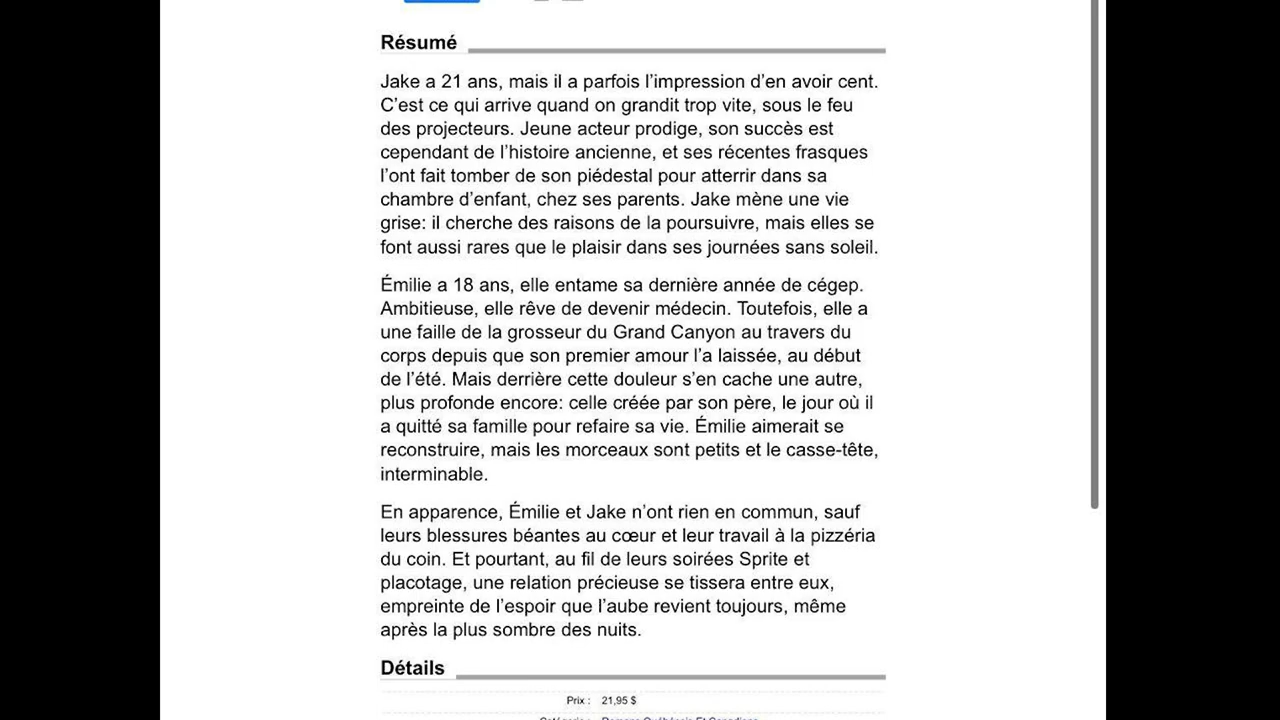 Résumé
Jake a 21 ans, mais il a parfois l’impression d’en avoir cent.
C’est ce qui arrive quand on grandit trop vite, sous le feu
des projecteurs. Jeune acteur prodige, son succès est
cependant de l’histoire ancienne, et ses récentes frasques
l’ont fait tomber de son piédestal pour atterrir dans sa
chambre d’enfant, chez ses parents. Jake mène une vie
grise: il cherche des raisons de la poursuivre, mais elles se
font aussi rares que le plaisir dans ses journées sans soleil.
Émilie a 18 ans, elle entame sa dernière année de cégep.
Ambitieuse, elle rêve de devenir médecin. Toutefois, elle a
une faille de la grosseur du Grand Canyon au travers du
corps depuis que son premier amour l’a laissée, au début
de l’été. Mais derrière cette douleur s’en cache une autre,
plus profonde encore: celle créée par son père, le jour où il
a quitté sa famille pour refaire sa vie. Émilie aimerait se
reconstruire, mais les morceaux sont petits et le casse-tête,
interminable.
En apparence, Émilie et Jake n’ont rien en commun, sauf
leurs blessures béantes au cœur et leur travail à la pizzéria
du coin. Et pourtant, au fil de leurs soirées Sprite et
placotage, une relation précieuse se tissera entre eux,
empreinte de l’espoir que l’aube revient toujours, même
après la plus sombre des nuits.
Détails
Prix : 21,95 $